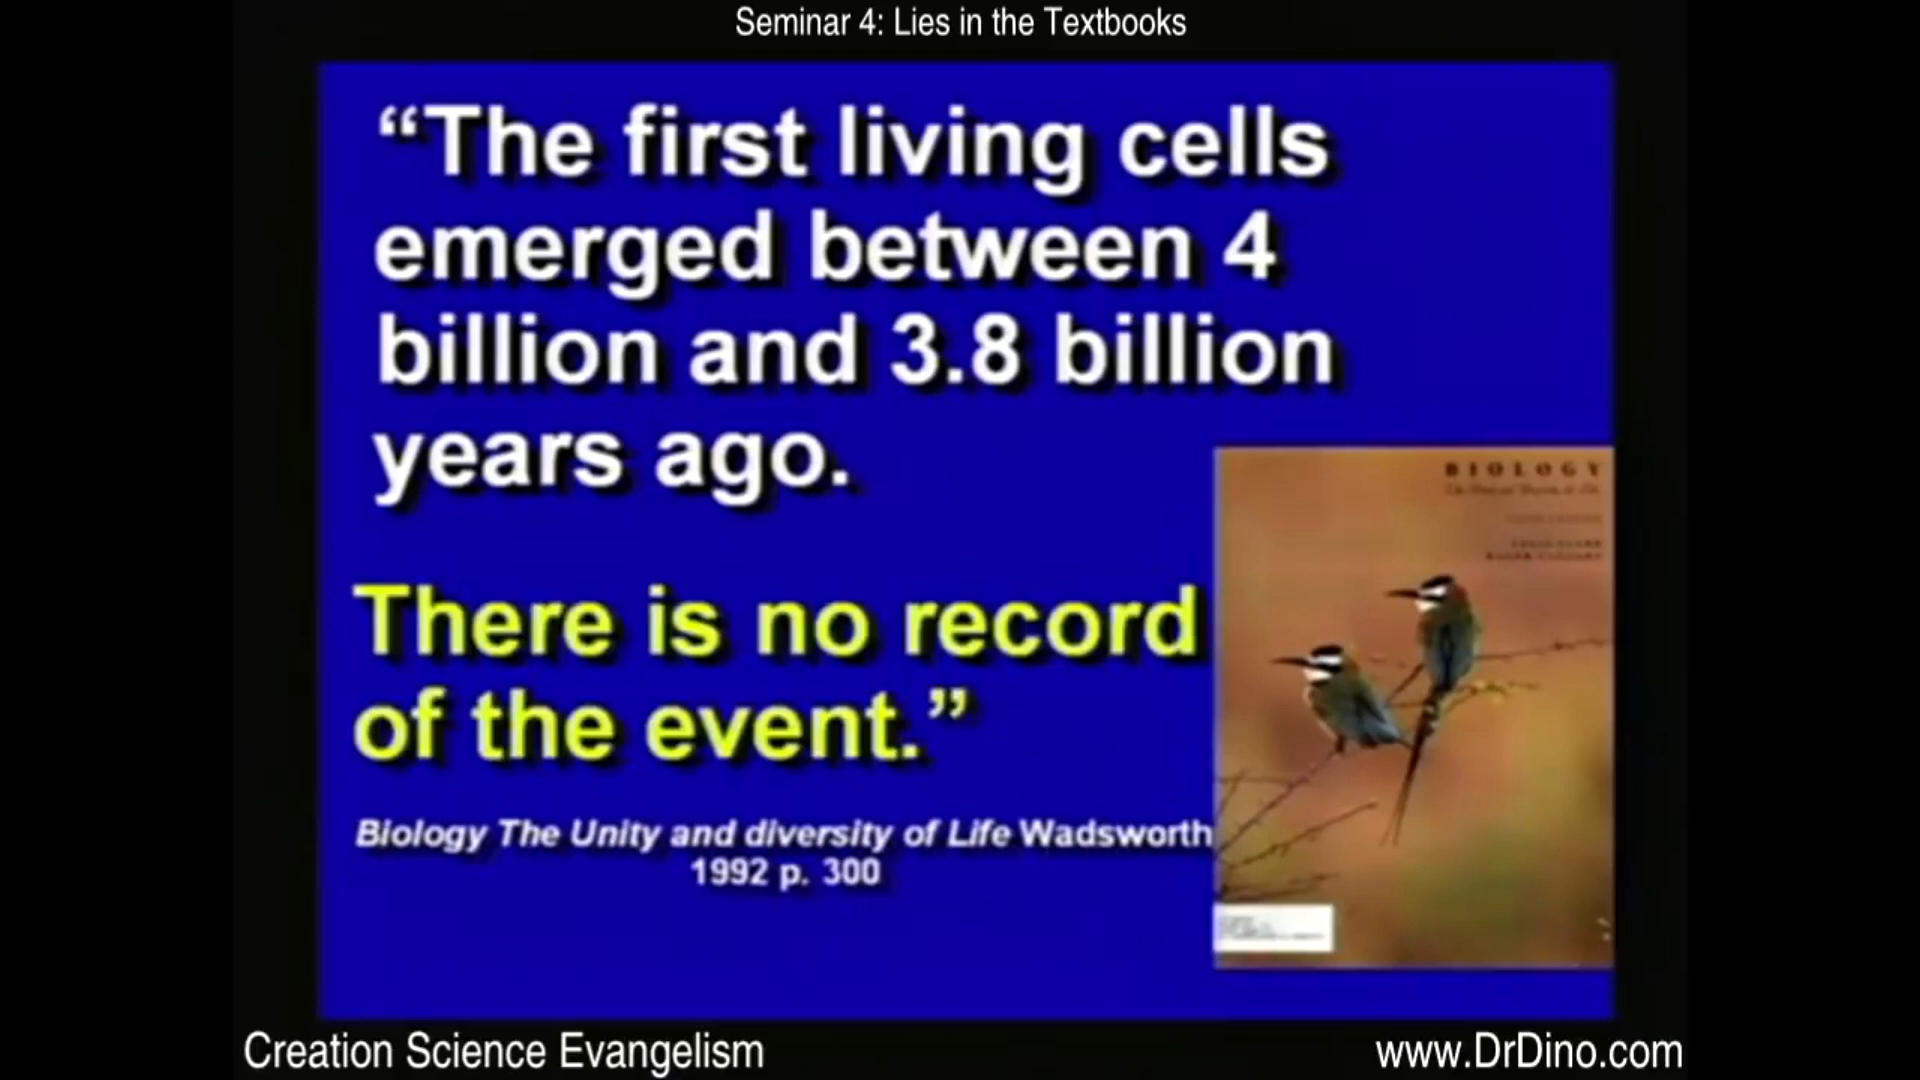 Seminar 4: Lies in the Textbooks
“The first living cells
emerged between 4
billion and 3.8 billion
years ago.
There is no record
of the event.”
Biology The Unity and diversity of Life Wadsworth
1992 p. 300
BIOLOGY
Creation Science Evangelism
www.DrDino.com